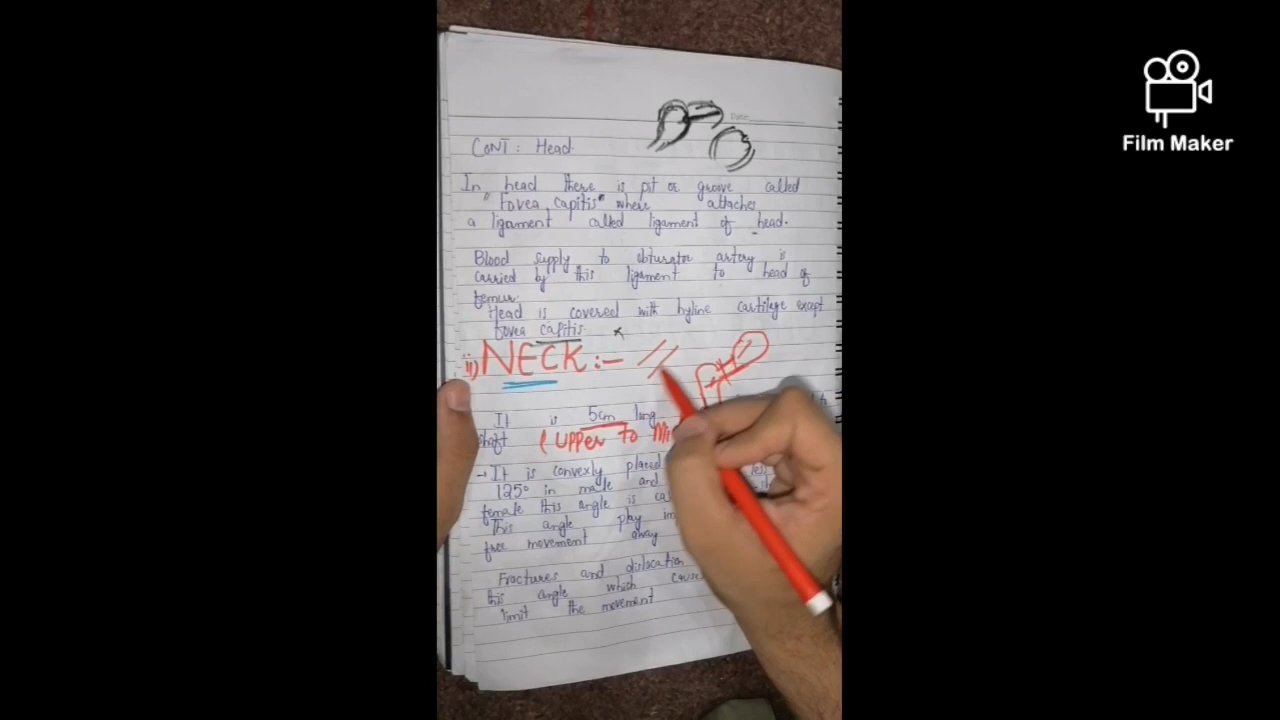 Date:
CONT : Head.
In head there is pit or groove called
"Fovea capitis" where attaches
a ligament called ligament of head.
Blood supply to obturator artery is
carried by this ligament to head of
femur.
Head is covered with hyline cartilage except
fovea capitis.
ii) NECK :-
It is 5cm long
shaft (UPPER TO
→ It is convexly placed
125° in male and
female this angle is
This angle play
free movement away
Fractures and dislocation
this angle which
limit the movement
Film Maker